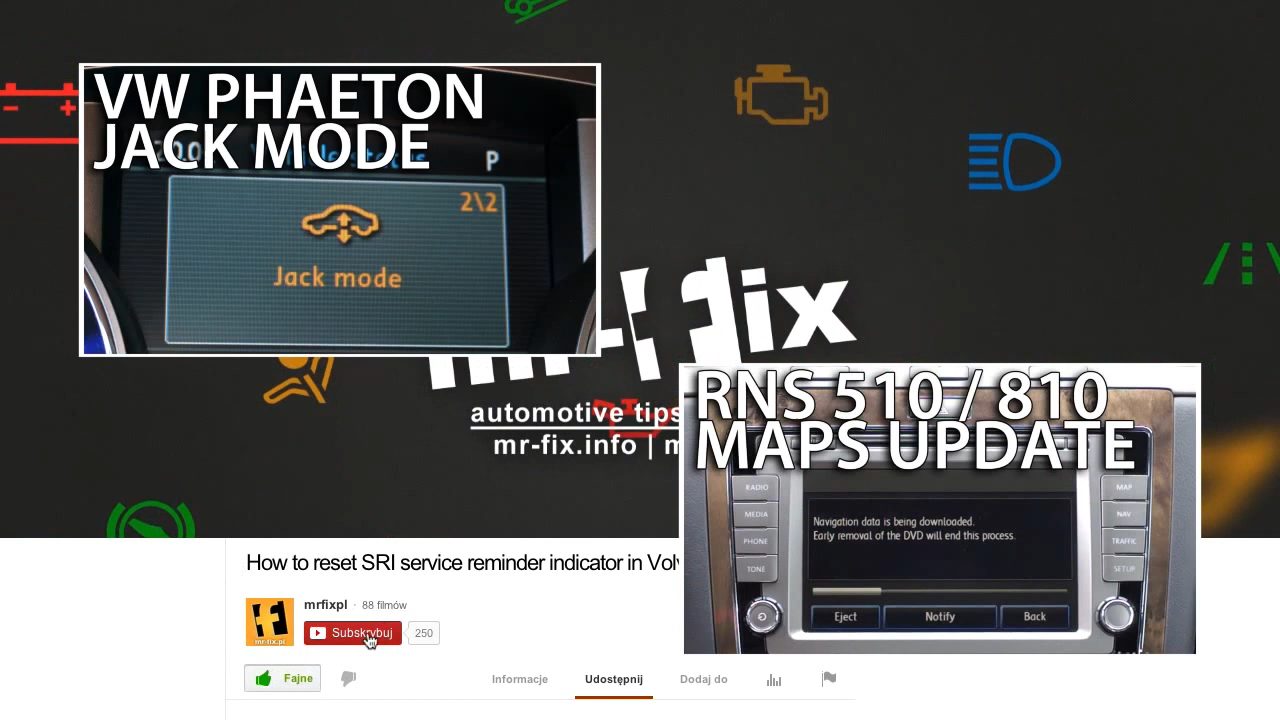 VW PHAETON
JACK MODE
P
2\2
Jack mode
mr-fix
automotive tips
mr-fix.info |
RNS 510 / 810
MAPS UPDATE
RADIO
MEDIA
PHONE
TONE
MAP
NAV
TRAFFIC
SETUP
Navigation data is being downloaded.
Early removal of the DVD will end this process.
Eject
Notify
Back
How to reset SRI service reminder indicator in
mrfixpl · 88 filmów
Subskrybuj
250
mr-fix.pl
Fajne
Informacje
Udostępnij
Dodaj do